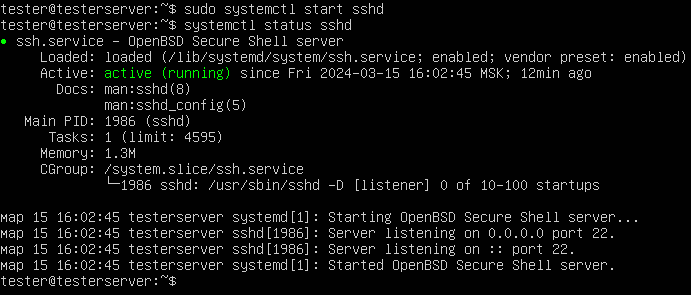 tester@testerserver:~$ sudo systemctl start sshd
tester@testerserver:~$ systemctl status sshd
● ssh.service – OpenBSD Secure Shell server
     Loaded: loaded (/lib/systemd/system/ssh.service; enabled; vendor preset: enabled)
     Active: active (running) since Fri 2024-03-15 16:02:45 MSK; 12min ago
       Docs: man:sshd(8)
             man:sshd_config(5)
   Main PID: 1986 (sshd)
      Tasks: 1 (limit: 4595)
     Memory: 1.3M
     CGroup: /system.slice/ssh.service
             └─1986 sshd: /usr/sbin/sshd -D [listener] 0 of 10-100 startups
мар 15 16:02:45 testerserver systemd[1]: Starting OpenBSD Secure Shell server...
мар 15 16:02:45 testerserver sshd[1986]: Server listening on 0.0.0.0 port 22.
мар 15 16:02:45 testerserver sshd[1986]: Server listening on :: port 22.
мар 15 16:02:45 testerserver systemd[1]: Started OpenBSD Secure Shell server.
tester@testerserver:~$